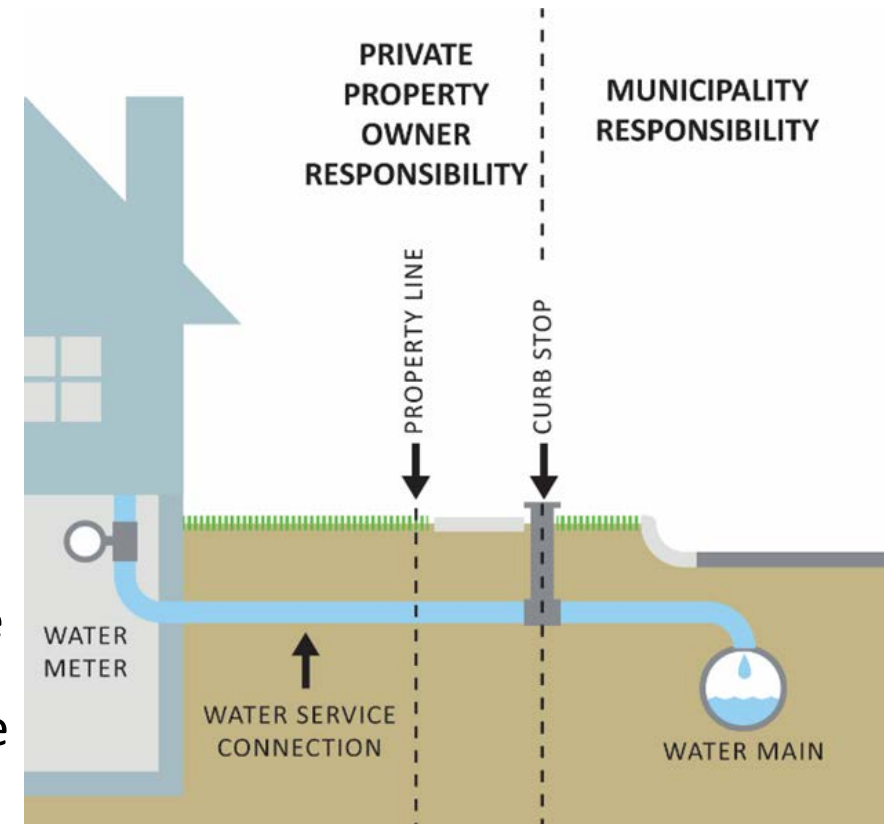 PRIVATE
PROPERTY
OWNER
RESPONSIBILITY
MUNICIPALITY
RESPONSIBILITY
PROPERTY LINE
CURB STOP
WATER
METER
WATER SERVICE
CONNECTION
WATER MAIN
e
e